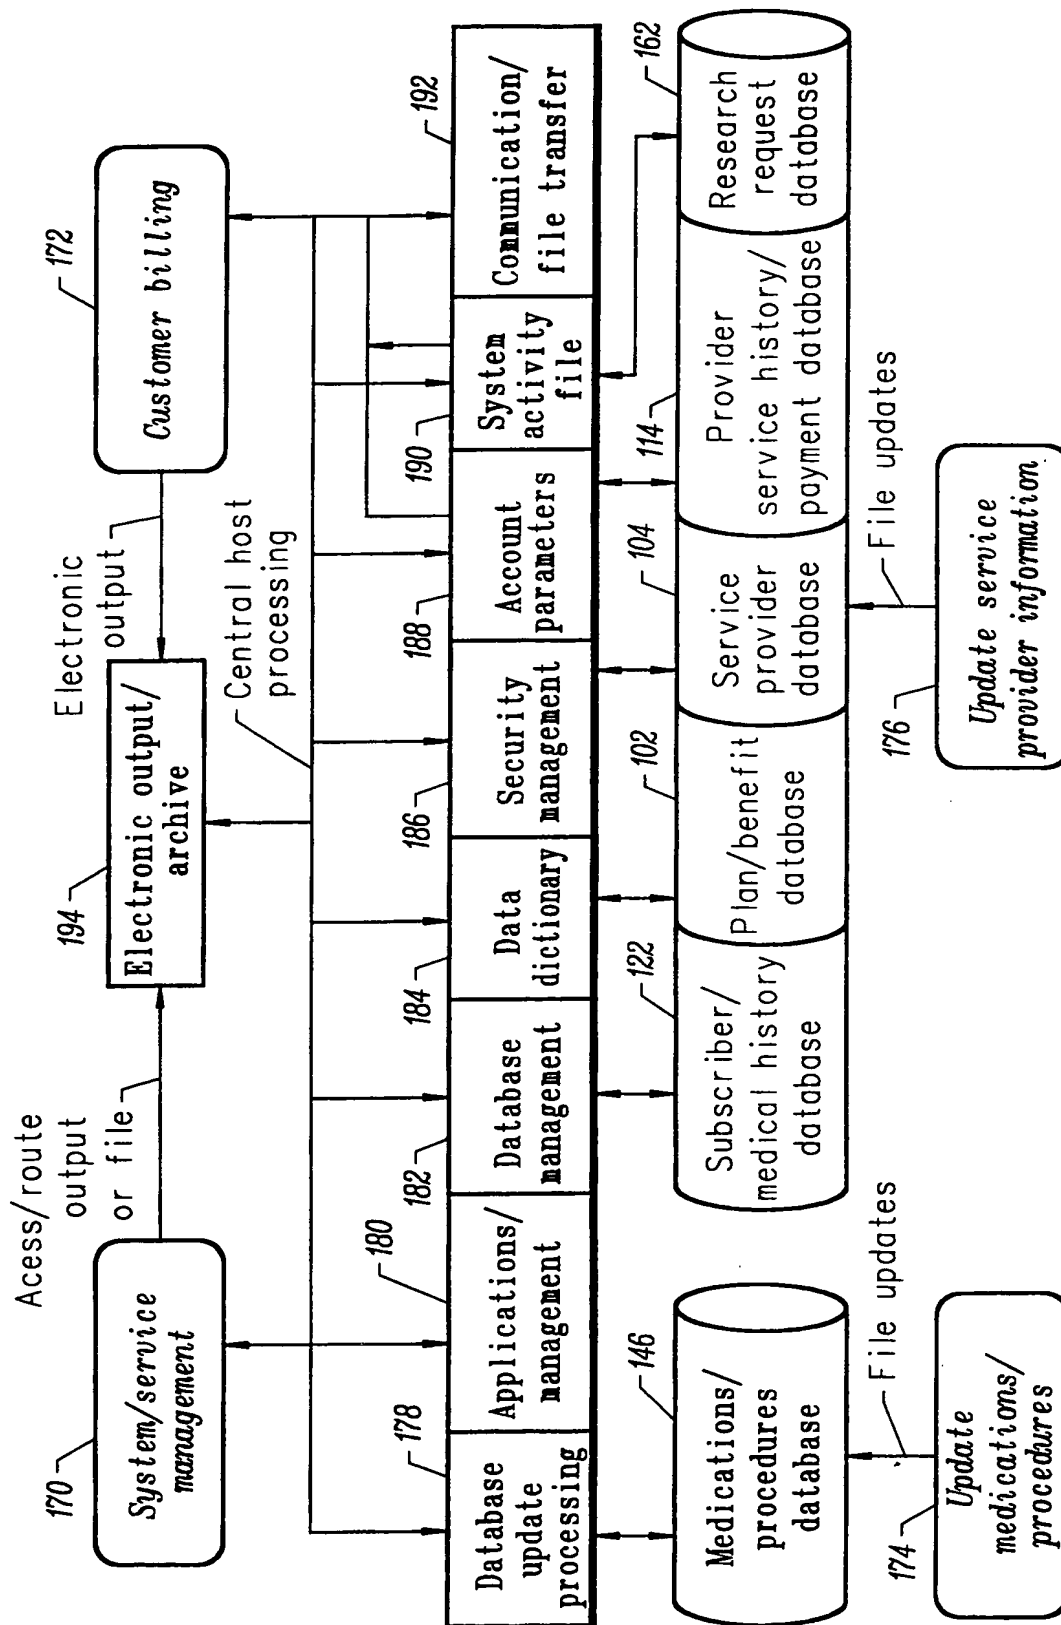 170
System/service
management
Acess/route
output
or file
194
Electronic output/
archive
Electronic
output
172
Customer billing
Central host
processing
178
Database
update
processing
180
Applications/
management
182
Database
management
184
Data
dictionary
186
Security
management
188
Account
parameters
190
System
activity
file
192
Communication/
file transfer
146
Medications/
procedures
database
122
Subscriber/
medical history
database
102
Plan/benefit
database
104
Service
provider
database
114
Provider
service history/
payment database
162
Research
request
database
File updates
174
Update
medications/
procedures
File updates
176
Update service
provider information